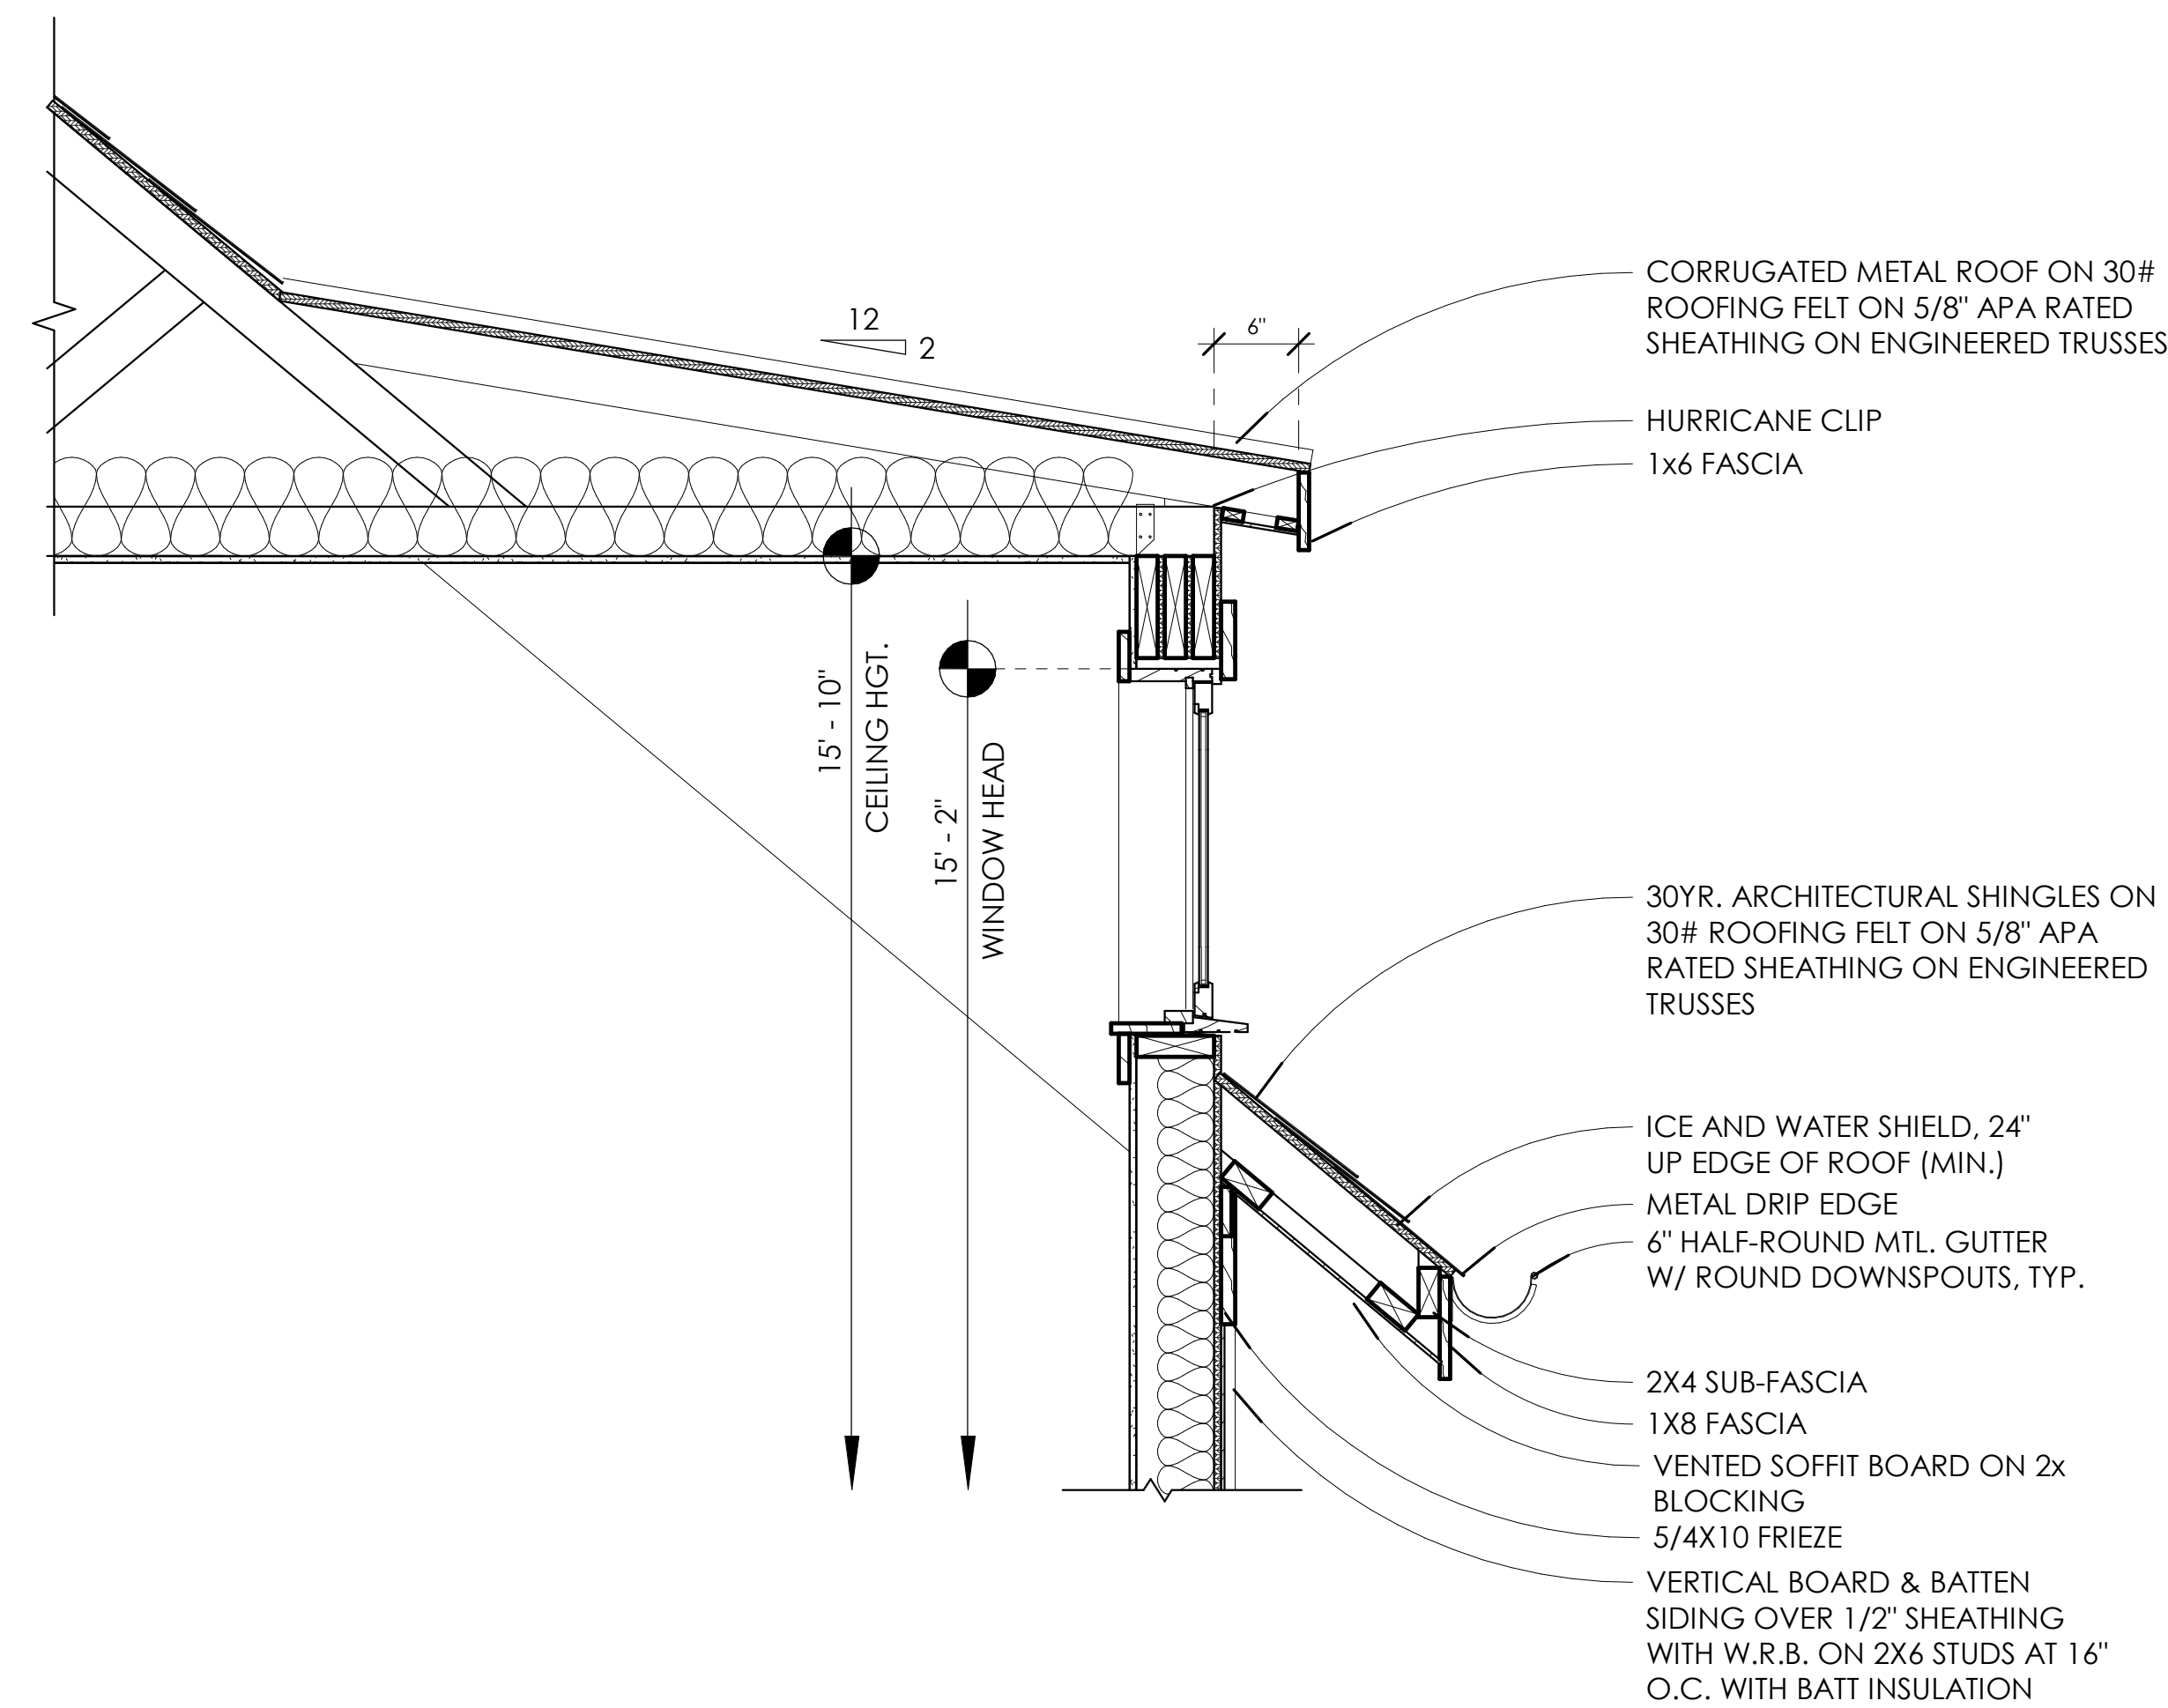 12
2
6"
CORRUGATED METAL ROOF ON 30#
ROOFING FELT ON 5/8" APA RATED
SHEATHING ON ENGINEERED TRUSSES
HURRICANE CLIP
1x6 FASCIA
15' - 10"
CEILING HGT.
15' - 2"
WINDOW HEAD
30YR. ARCHITECTURAL SHINGLES ON
30# ROOFING FELT ON 5/8" APA
RATED SHEATHING ON ENGINEERED
TRUSSES
ICE AND WATER SHIELD, 24"
UP EDGE OF ROOF (MIN.)
METAL DRIP EDGE
6" HALF-ROUND MTL. GUTTER
W/ ROUND DOWNSPOUTS, TYP.
2X4 SUB-FASCIA
1X8 FASCIA
VENTED SOFFIT BOARD ON 2x
BLOCKING
5/4X10 FRIEZE
VERTICAL BOARD & BATTEN
SIDING OVER 1/2" SHEATHING
WITH W.R.B. ON 2X6 STUDS AT 16"
O.C. WITH BATT INSULATION